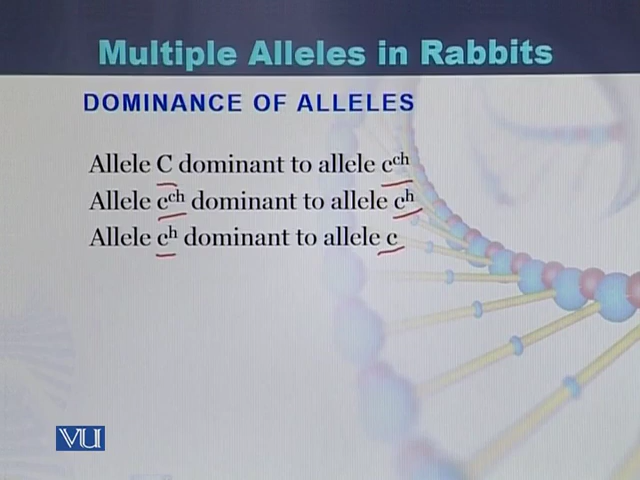 Multiple Alleles in Rabbits
DOMINANCE OF ALLELES
Allele C dominant to allele cᶜʰ
Allele cᶜʰ dominant to allele cʰ
Allele cʰ dominant to allele c
VU